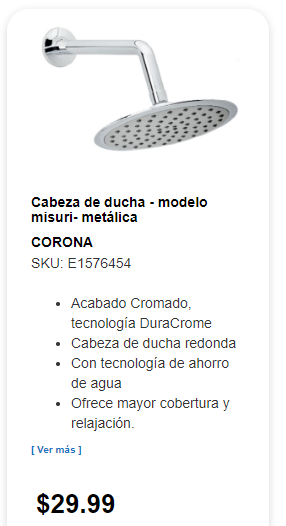 Cabeza de ducha - modelo
misuri- metálica
CORONA
SKU: E1576454
• Acabado Cromado,
tecnología DuraCrome
• Cabeza de ducha redonda
• Con tecnología de ahorro
de agua
• Ofrece mayor cobertura y
relajación.
[ Ver más ]
$29.99